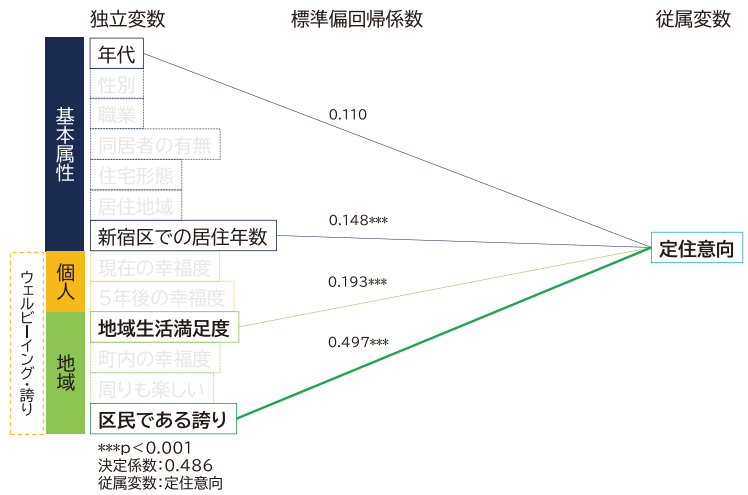 独立変数
標準偏回帰係数
従属変数
基本属性
年代
性別
職業
同居者の有無
住宅形態
居住地域
新宿区での居住年数
0.110
0.148***
0.193***
0.497***
定住意向
ウェルビーイング・誇り
個人
現在の幸福度
5年後の幸福度
地域
地域生活満足度
町内の幸福度
周りも楽しい
区民である誇り
***p<0.001
決定係数:0.486
従属変数:定住意向